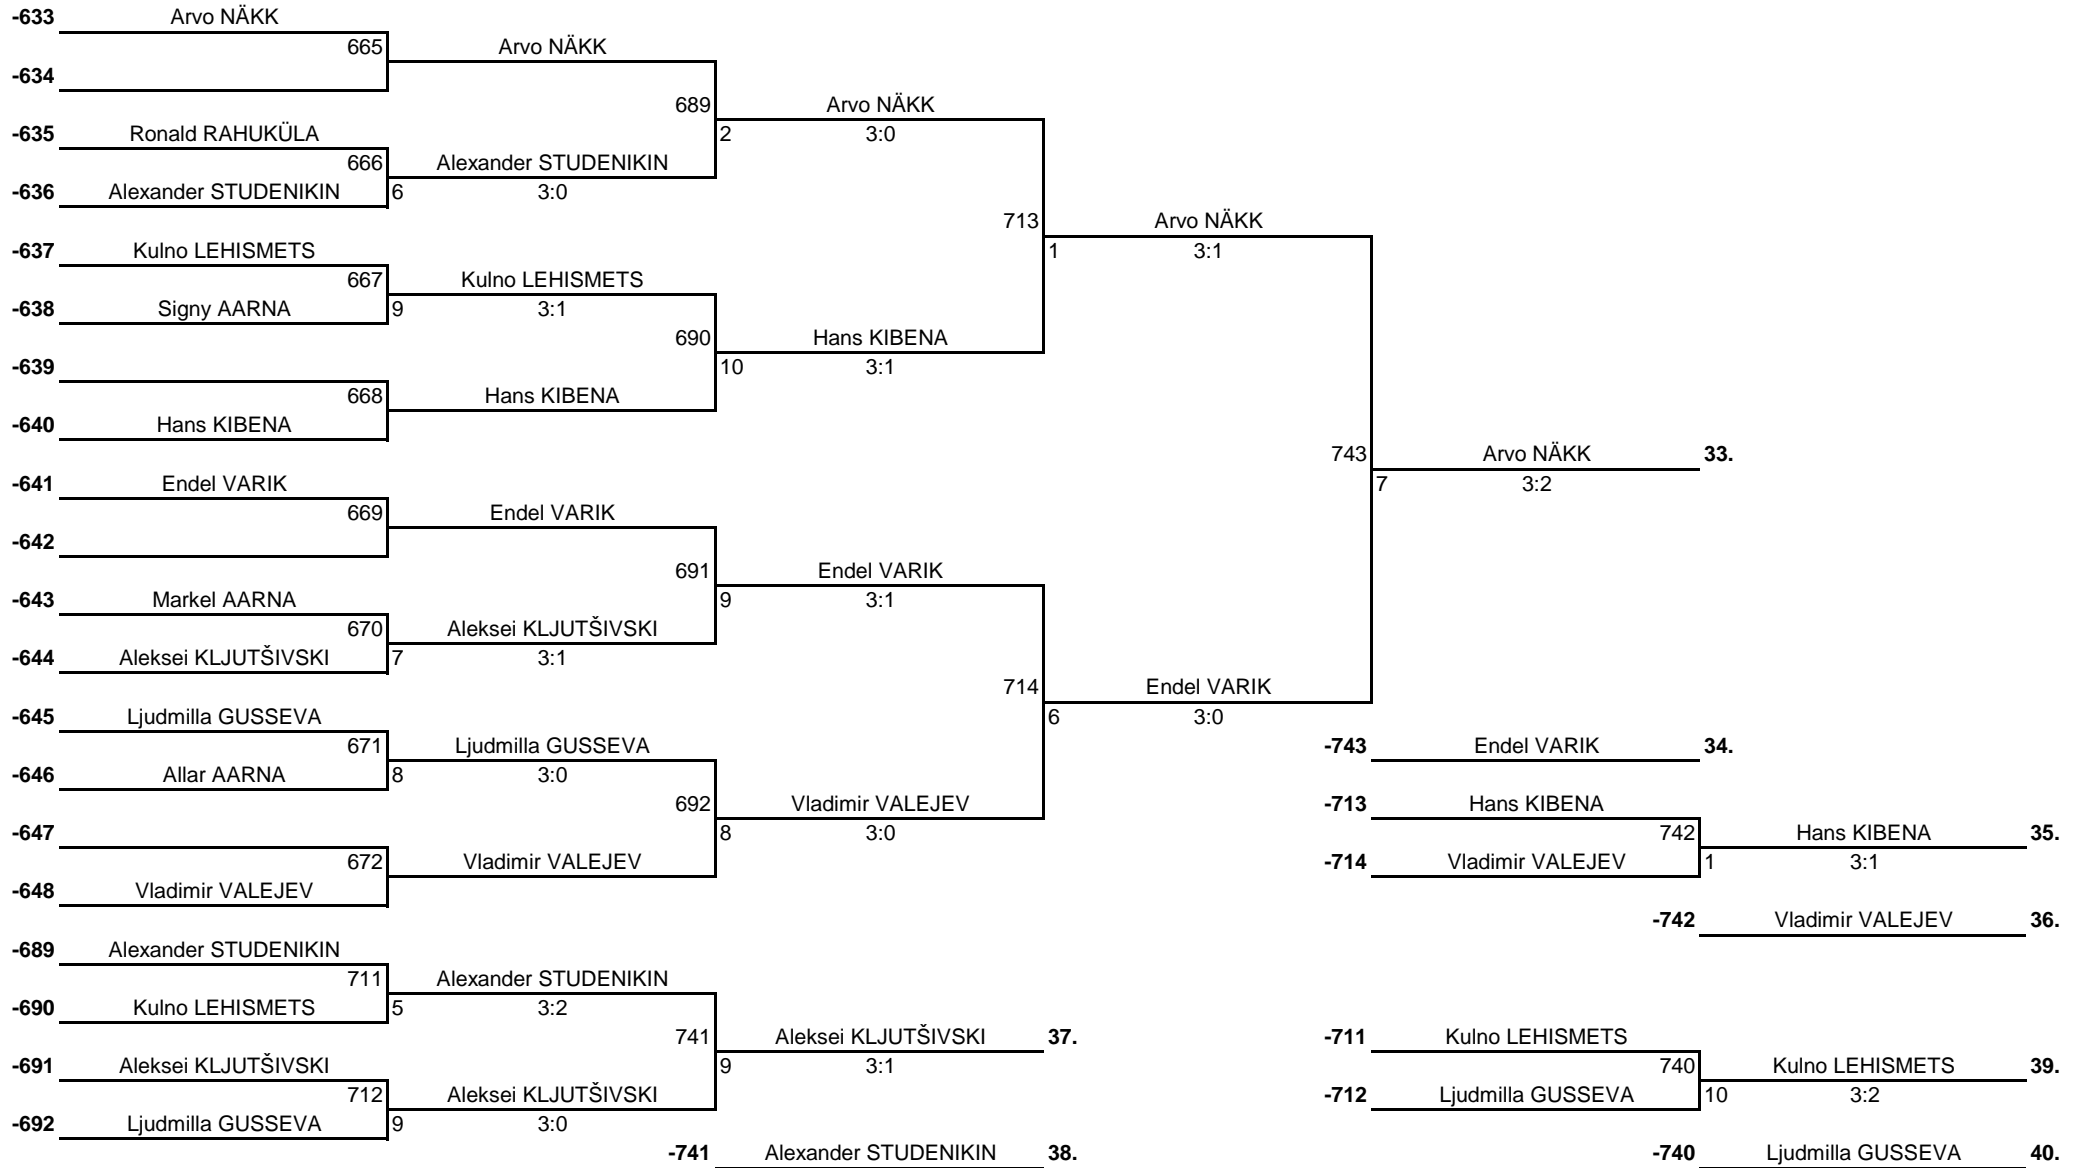 -633 Arvo NÄKK
665 Arvo NÄKK
-634
689 Arvo NÄKK
-635 Ronald RAHUKÜLA 2 3:0
666 Alexander STUDENIKIN
-636 Alexander STUDENIKIN 6 3:0
713 Arvo NÄKK
-637 Kulno LEHISMETS 1 3:1
667 Kulno LEHISMETS
-638 Signy AARNA 9 3:1
690 Hans KIBENA
-639 10 3:1
668 Hans KIBENA
-640 Hans KIBENA
743 Arvo NÄKK 33.
-641 Endel VARIK 7 3:2
669 Endel VARIK
-642
691 Endel VARIK
-643 Markel AARNA 9 3:1
670 Aleksei KLJUTŠIVSKI
-644 Aleksei KLJUTŠIVSKI 7 3:1
714 Endel VARIK
-645 Ljudmilla GUSSEVA 6 3:0
671 Ljudmilla GUSSEVA -743 Endel VARIK 34.
-646 Allar AARNA 8 3:0
692 Vladimir VALEJEV -713 Hans KIBENA
-647 8 3:0 742 Hans KIBENA 35.
672 Vladimir VALEJEV -714 Vladimir VALEJEV 1 3:1
-648 Vladimir VALEJEV
-742 Vladimir VALEJEV 36.
-689 Alexander STUDENIKIN
711 Alexander STUDENIKIN
-690 Kulno LEHISMETS 5 3:2
741 Aleksei KLJUTŠIVSKI 37. -711 Kulno LEHISMETS
-691 Aleksei KLJUTŠIVSKI 9 3:1 740 Kulno LEHISMETS 39.
712 Aleksei KLJUTŠIVSKI -712 Ljudmilla GUSSEVA 10 3:2
-692 Ljudmilla GUSSEVA 9 3:0
-741 Alexander STUDENIKIN 38. -740 Ljudmilla GUSSEVA 40.